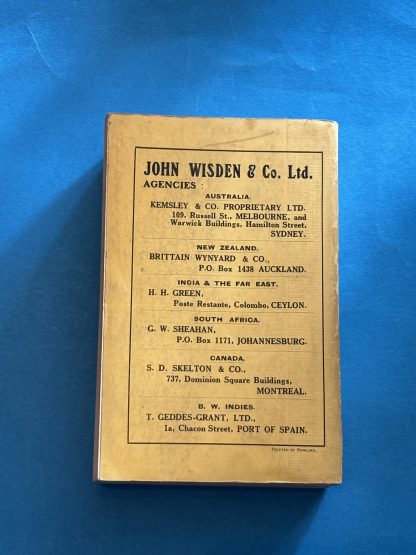 JOHN WISDEN & Co. Ltd.
AGENCIES :
AUSTRALIA.
KEMSLEY & CO. PROPRIETARY LTD.
109, Russell St., MELBOURNE, and
Warwick Buildings, Hamilton Street,
SYDNEY.
NEW ZEALAND.
BRITTAIN WYNYARD & CO.,
P.O. Box 1438 AUCKLAND.
INDIA & THE FAR EAST.
H. H. GREEN,
Poste Restante, Colombo, CEYLON.
SOUTH AFRICA.
G. W. SHEAHAN,
P.O. Box 1171, JOHANNESBURG.
CANADA.
S. D. SKELTON & CO.,
737, Dominion Square Buildings,
MONTREAL.
B. W. INDIES.
T. GEDDES-GRANT, LTD.,
1a, Chacon Street, PORT OF SPAIN.
PRINTED IN ENGLAND.